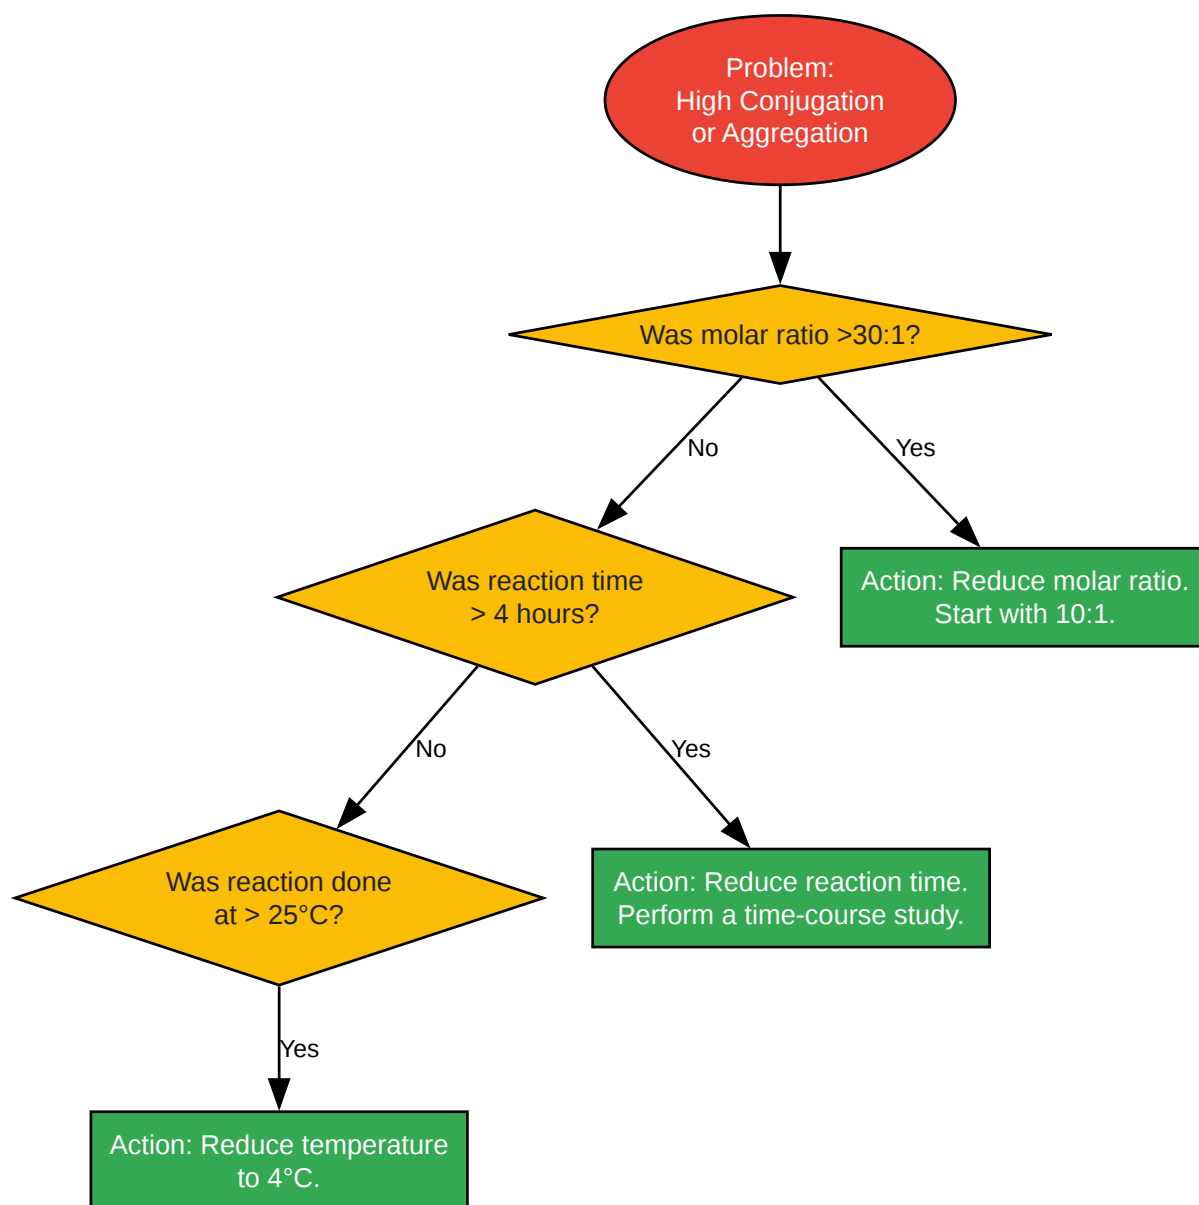 Problem:
High Conjugation
or Aggregation
Was molar ratio >30:1?
No
Yes
Was reaction time
> 4 hours?
Action: Reduce molar ratio.
Start with 10:1.
No
Yes
Was reaction done
at > 25°C?
Action: Reduce reaction time.
Perform a time-course study.
Yes
Action: Reduce temperature
to 4°C.